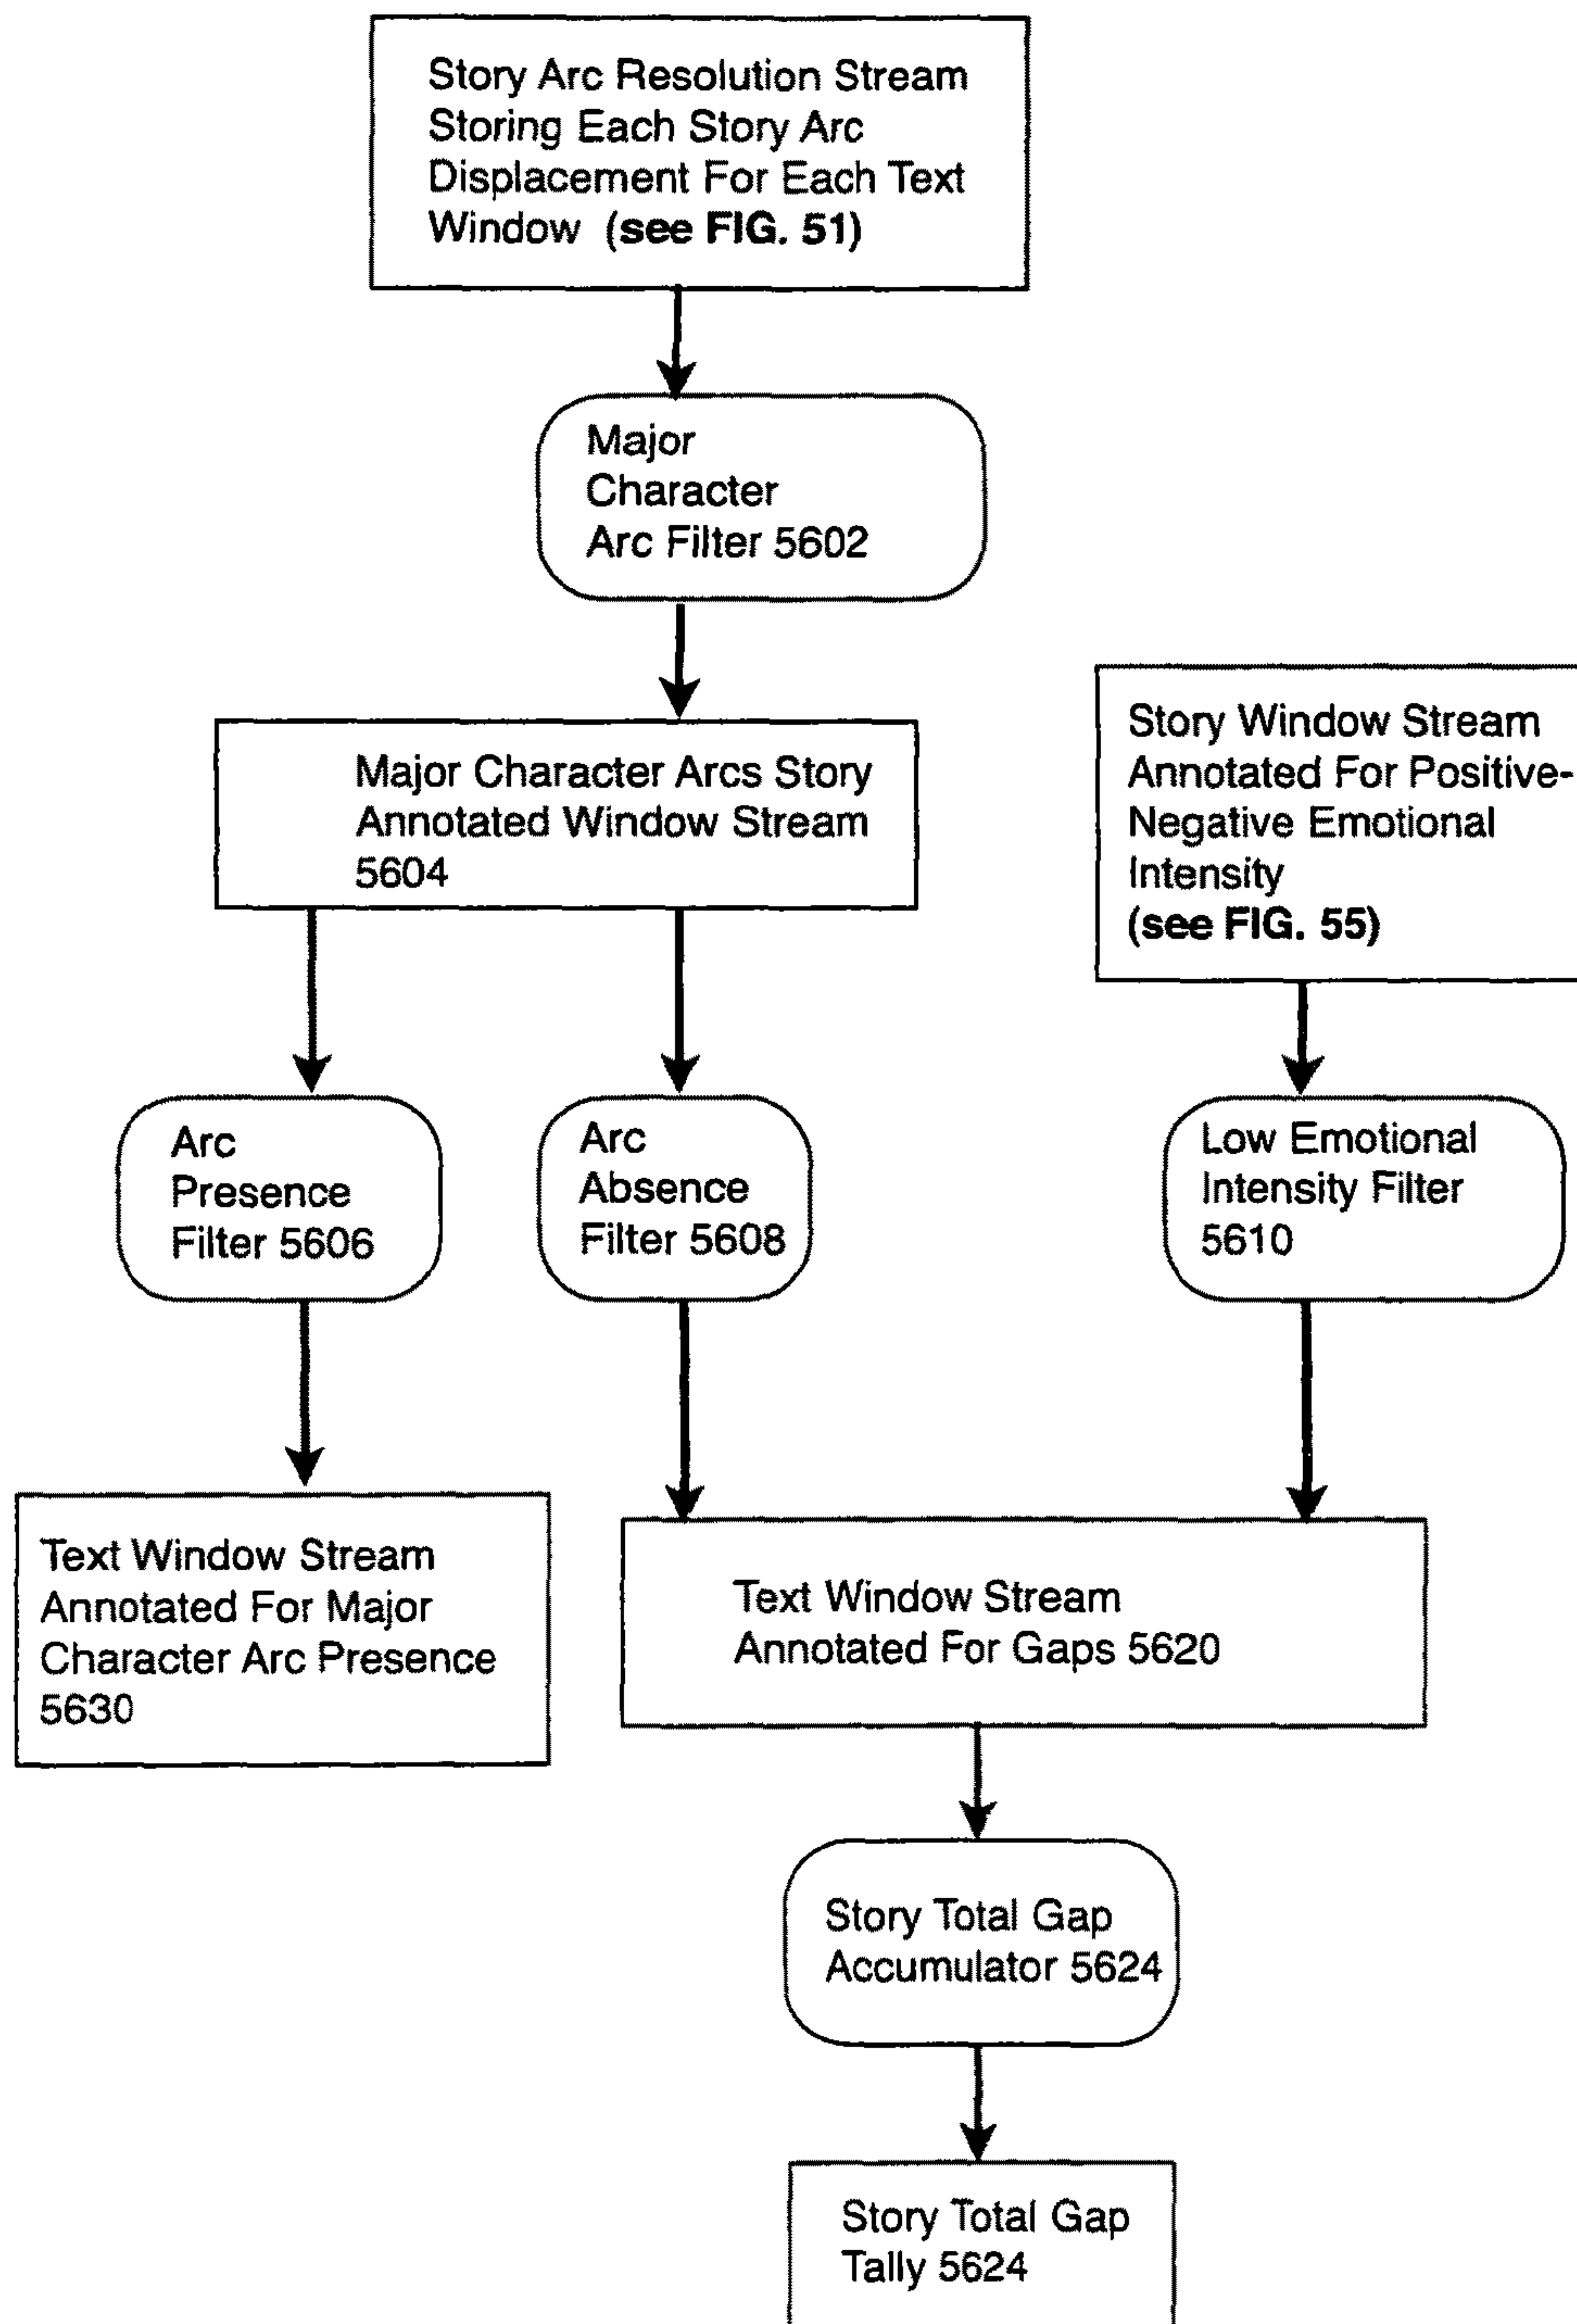 Story Arc Resolution Stream
Storing Each Story Arc
Displacement For Each Text
Window (see FIG. 51)
Major
Character
Arc Filter 5602
Major Character Arcs Story
Annotated Window Stream
5604
Story Window Stream
Annotated For Positive-
Negative Emotional
Intensity
(see FIG. 55)
Arc
Presence
Filter 5606
Arc
Absence
Filter 5608
Low Emotional
Intensity Filter
5610
Text Window Stream
Annotated For Major
Character Arc Presence
5630
Text Window Stream
Annotated For Gaps 5620
Story Total Gap
Accumulator 5624
Story Total Gap
Tally 5624